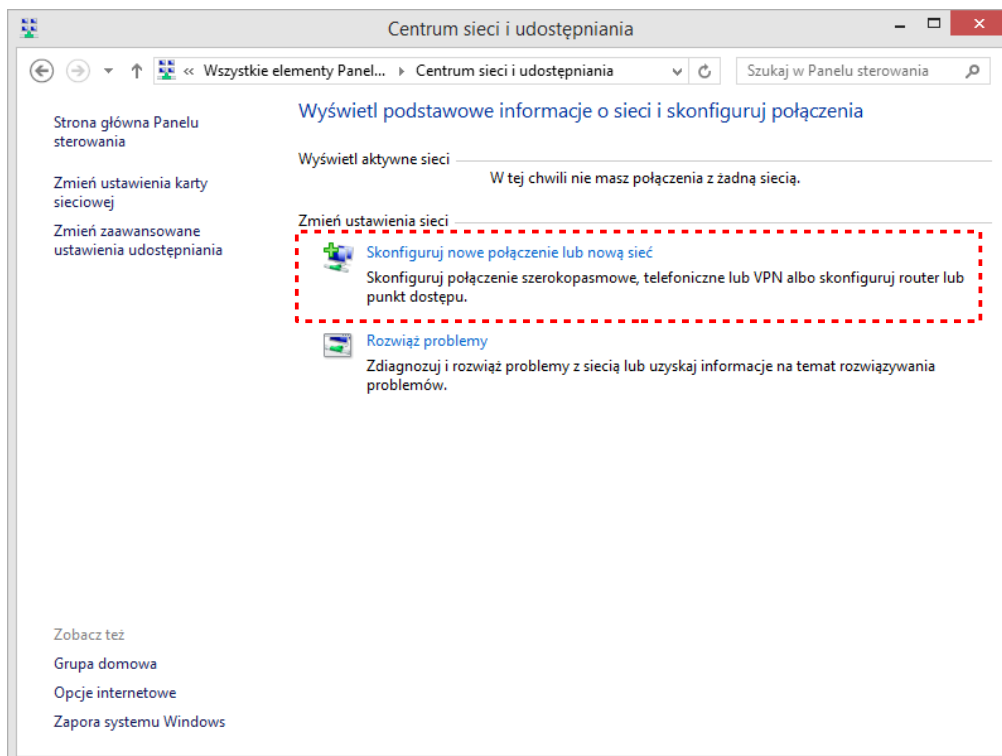 Centrum sieci i udostępniania
« Wszystkie elementy Panel... Centrum sieci i udostępniania
Szukaj w Panelu sterowania
Strona główna Panelu
sterowania
Zmień ustawienia karty
sieciowej
Zmień zaawansowane
ustawienia udostępniania
Wyświetl podstawowe informacje o sieci i skonfiguruj połączenia
Wyświetl aktywne sieci
W tej chwili nie masz połączenia z żadną siecią.
Zmień ustawienia sieci
Skonfiguruj nowe połączenie lub nową sieć
Skonfiguruj połączenie szerokopasmowe, telefoniczne lub VPN albo skonfiguruj router lub
punkt dostępu.
Rozwiąż problemy
Zdiagnozuj i rozwiąż problemy z siecią lub uzyskaj informacje na temat rozwiązywania
problemów.
Zobacz też
Grupa domowa
Opcje internetowe
Zapora systemu Windows